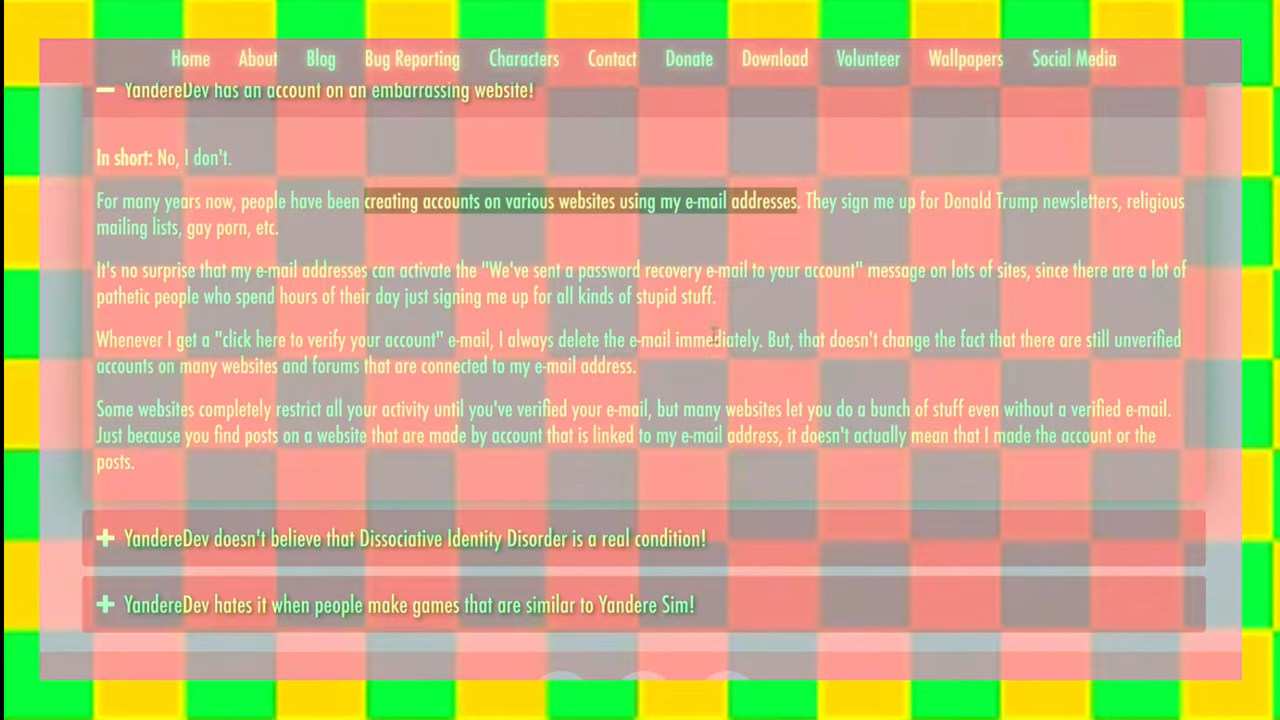 Home About Blog Bug Reporting Characters Contact Donate Download Volunteer Wallpapers Social Media
YandereDev has an account on an embarrassing website!
In short: No, I don't.
For many years now, people have been creating accounts on various websites using my e-mail addresses. They sign me up for Donald Trump newsletters, religious
mailing lists, gay porn, etc.
It's no surprise that my e-mail addresses can activate the "We've sent a password recovery e-mail to your account" message on lots of sites, since there are a lot of
pathetic people who spend hours of their day just signing me up for all kinds of stupid stuff.
Whenever I get a "click here to verify your account" e-mail, I always delete the e-mail immediately. But, that doesn't change the fact that there are still unverified
accounts on many websites and forums that are connected to my e-mail address.
Some websites completely restrict all your activity until you've verified your e-mail, but many websites let you do a bunch of stuff even without a verified e-mail.
Just because you find posts on a website that are made by account that is linked to my e-mail address, it doesn't actually mean that I made the account or the
posts.
YandereDev doesn't believe that Dissociative Identity Disorder is a real condition!
YandereDev hates it when people make games that are similar to Yandere Sim!